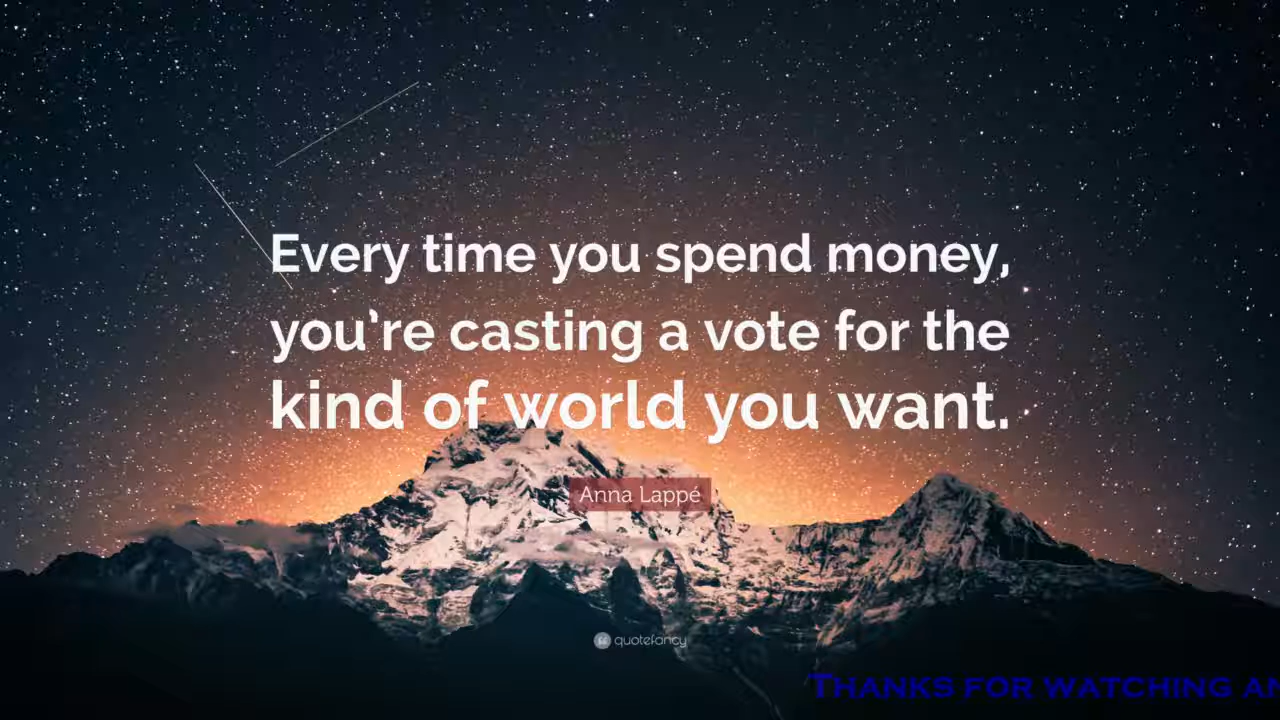 Every time you spend money,
you’re casting a vote for the
kind of world you want.
Anna Lappé
quotefancy
THANKS FOR WATCHING